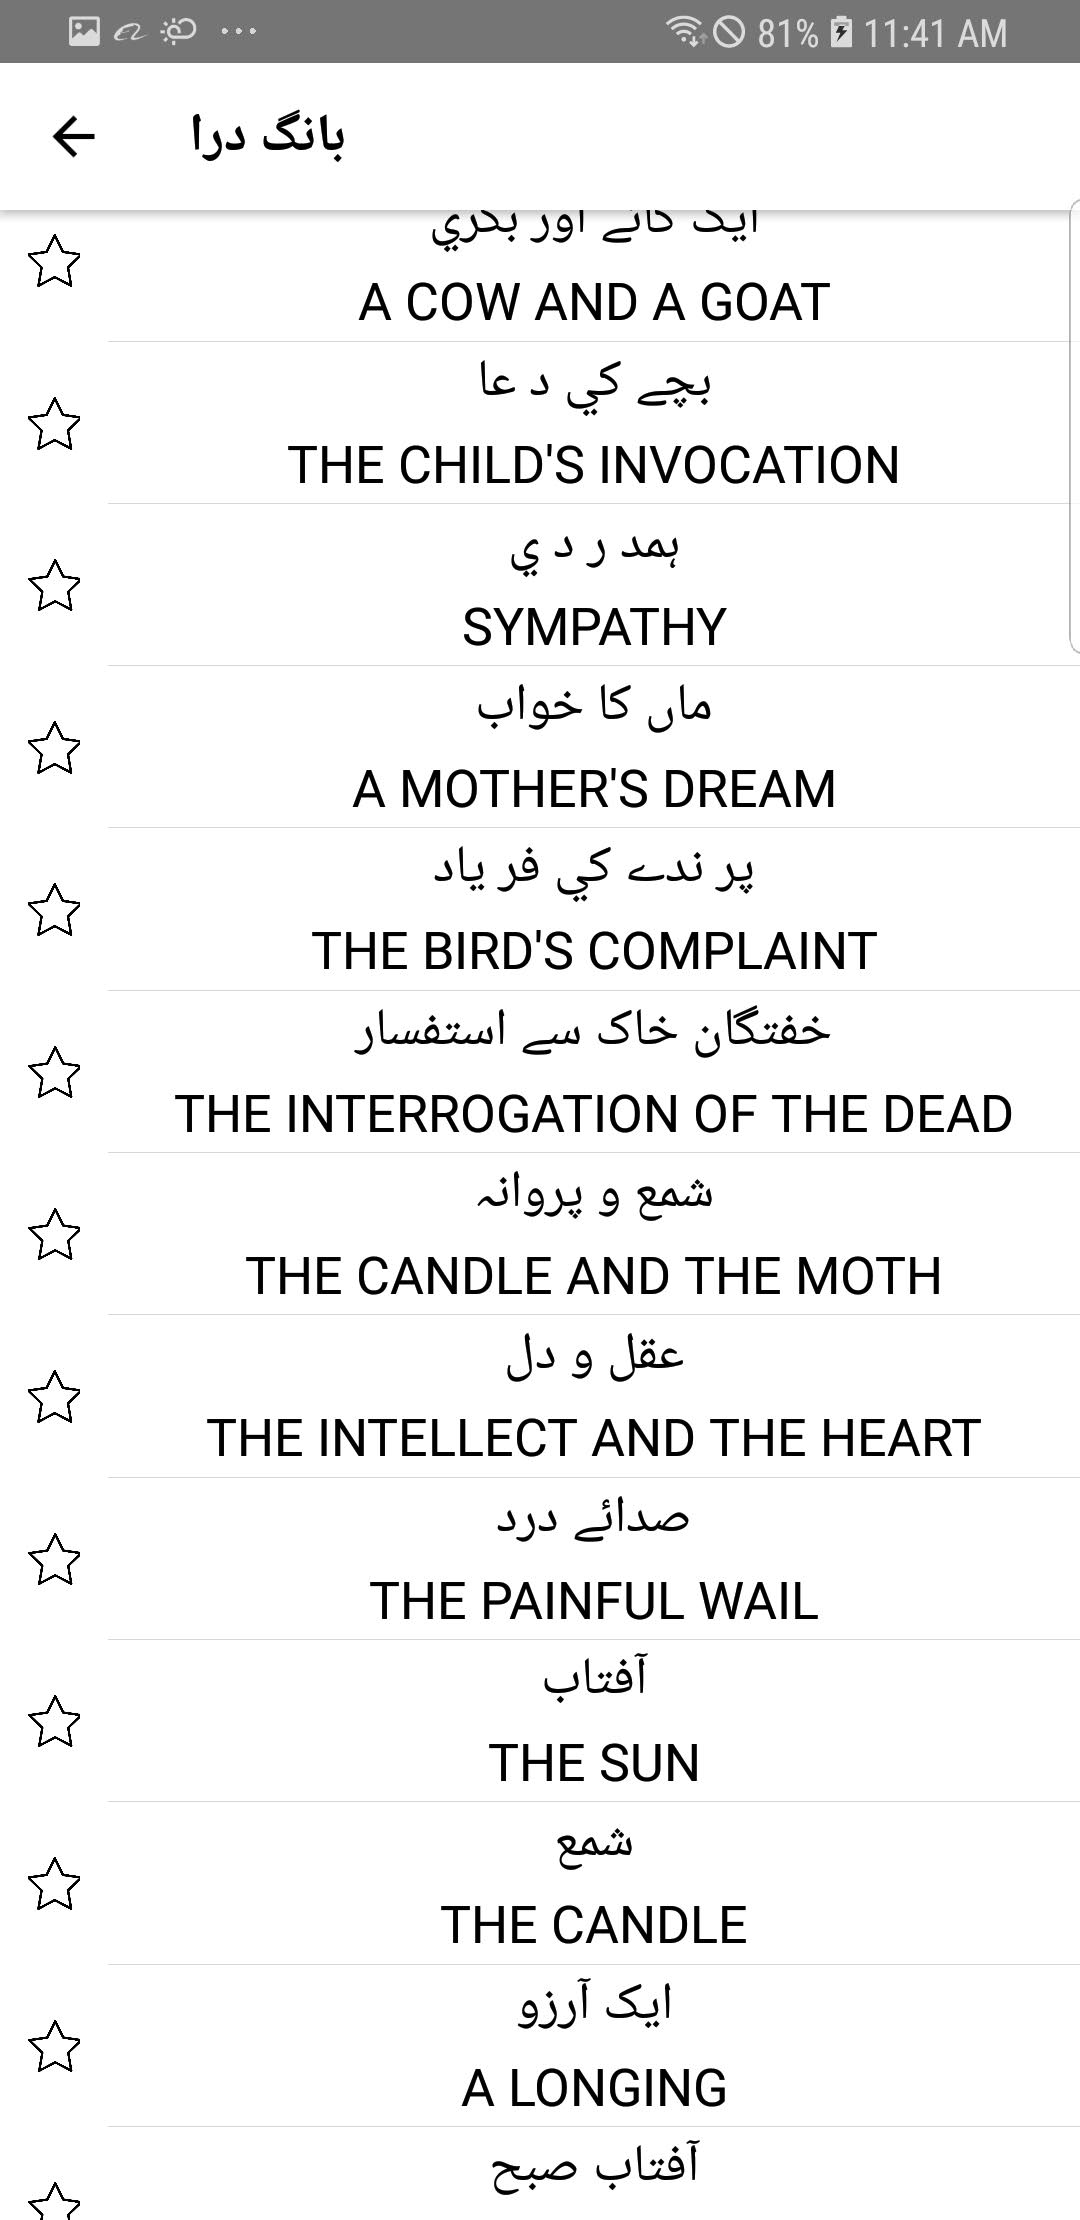 81% 11:41 AM
بانگ درا
ايک گائے اور بکري
A COW AND A GOAT
بچے کي د عا
THE CHILD'S INVOCATION
ہمد ر د ي
SYMPATHY
ماں کا خواب
A MOTHER'S DREAM
پر ندے کي فر ياد
THE BIRD'S COMPLAINT
خفتگان خاک سے استفسار
THE INTERROGATION OF THE DEAD
شمع و پروانہ
THE CANDLE AND THE MOTH
عقل و دل
THE INTELLECT AND THE HEART
صدائے درد
THE PAINFUL WAIL
آفتاب
THE SUN
شمع
THE CANDLE
ايک آرزو
A LONGING
آفتاب صبح